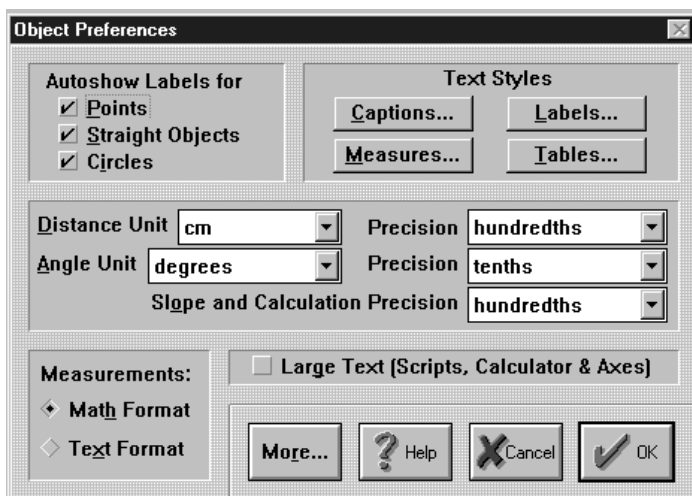 Object Preferences
Autoshow Labels for
Points
Straight Objects
Circles
Text Styles
Captions...
Labels...
Measures...
Tables...
Distance Unit cm Precision hundredths
Angle Unit degrees Precision tenths
Slope and Calculation Precision hundredths
Measurements:
Math Format
Text Format
Large Text (Scripts, Calculator & Axes)
More...
Help
Cancel
OK